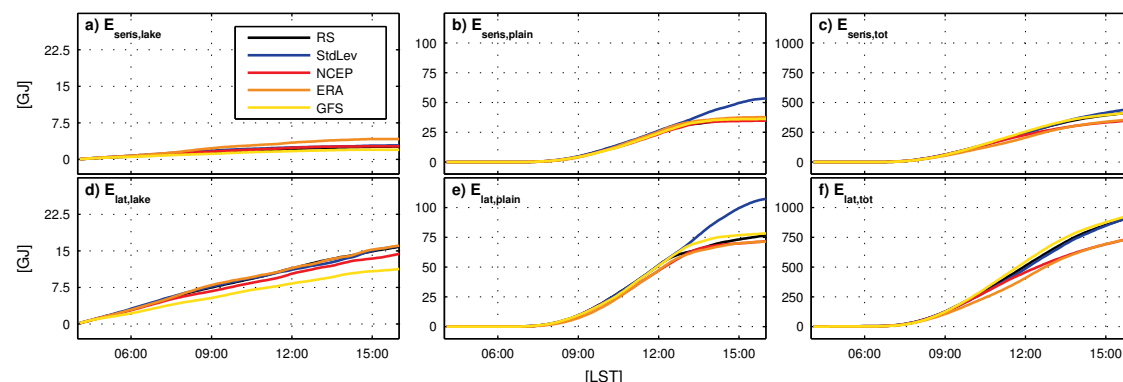 a) E_sens,lake
RS
StdLev
NCEP
ERA
GFS
22.5
15
7.5
0
[GJ]
b) E_sens,plain
100
75
50
25
0
c) E_sens,tot
1000
750
500
250
0
d) E_lat,lake
22.5
15
7.5
0
[GJ]
06:00 09:00 12:00 15:00
e) E_lat,plain
100
75
50
25
0
06:00 09:00 12:00 15:00
[LST]
f) E_lat,tot
1000
750
500
250
0
06:00 09:00 12:00 15:00